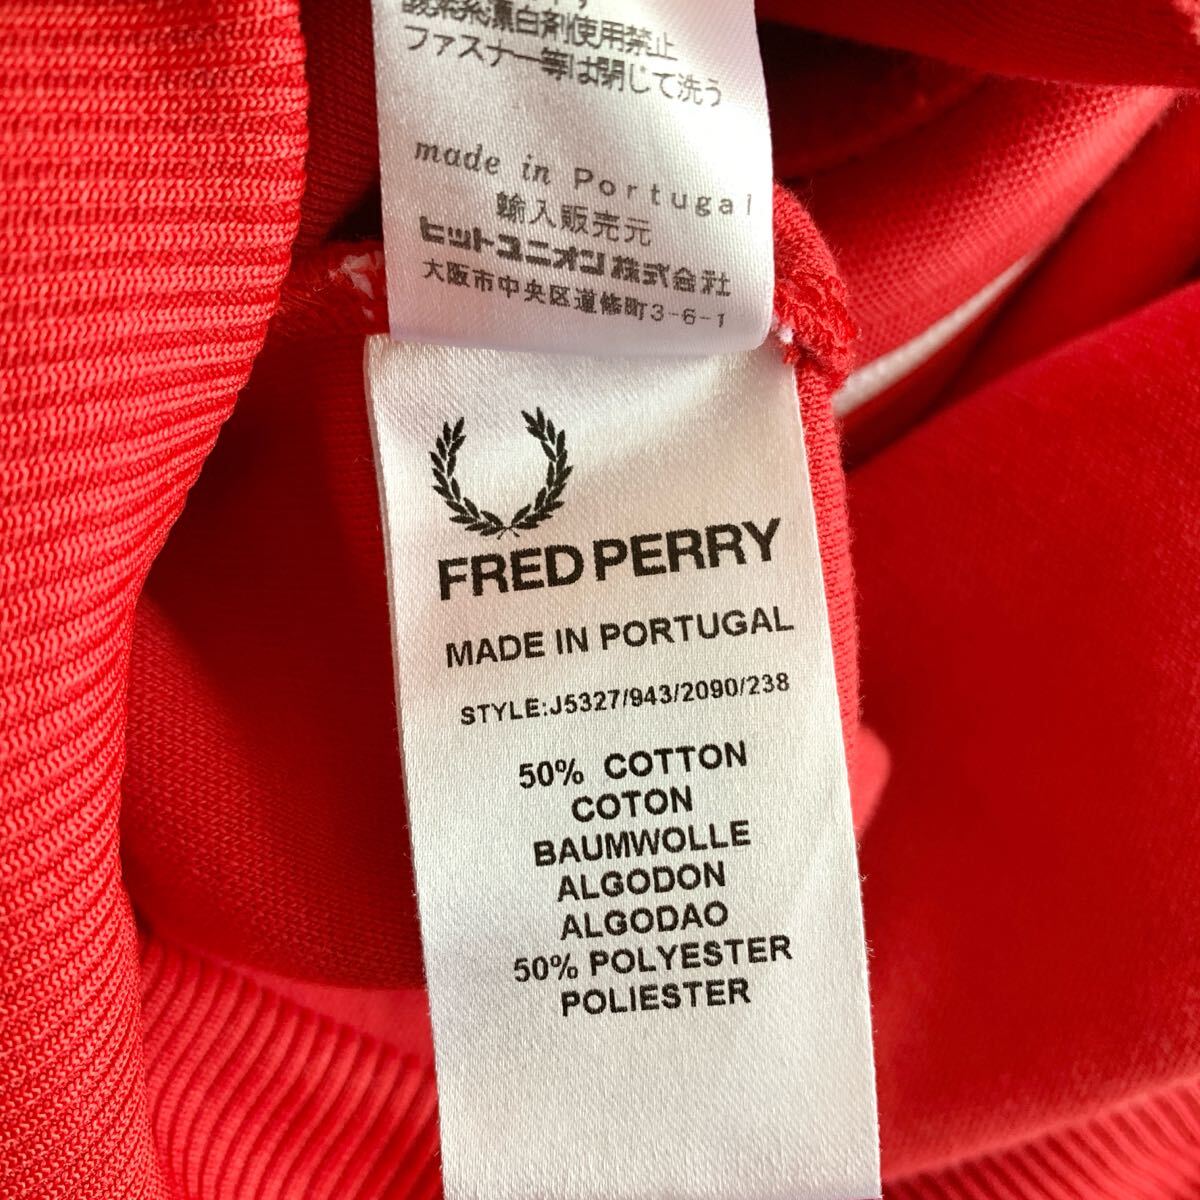 酸素系漂白剤使用禁止
ファスナー等は閉じて洗う
made in Portugal
輸入販売元
ヒットユニオン株式会社
大阪市中央区道修町3-6-1
FRED PERRY
MADE IN PORTUGAL
STYLE:J5327/943/2090/238
50% COTTON
COTON
BAUMWOLLE
ALGODON
ALGODAO
50% POLYESTER
POLIESTER